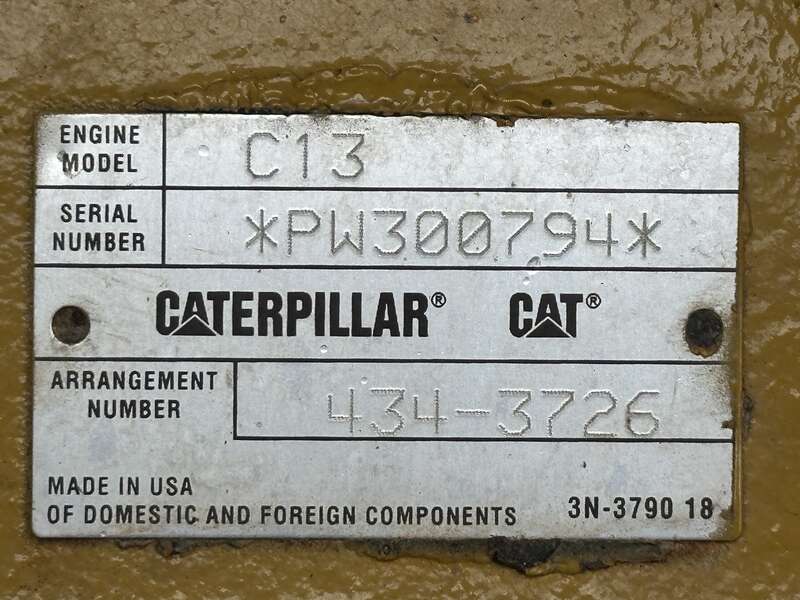 ENGINE MODEL C13
SERIAL NUMBER *PW300794*
CATERPILLAR® CAT®
ARRANGEMENT NUMBER 434-3726
MADE IN USA
OF DOMESTIC AND FOREIGN COMPONENTS 3N-3790 18